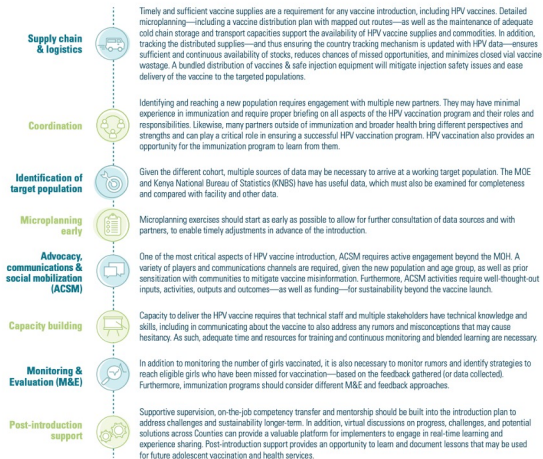 Supply chain
& logistics
Timely and sufficient vaccine supplies are a requirement for any vaccine introduction, including HPV vaccines. Detailed
microplanning—including a vaccine distribution plan with mapped out routes—as well as the maintenance of adequate
cold chain storage and transport capacities support the availability of HPV vaccine supplies and commodities. In addition,
tracking the distributed supplies—and thus ensuring the country tracking mechanism is updated with HPV data—ensures
sufficient and continuous availability of stocks, reduces chances of missed opportunities, and minimizes closed vial vaccine
wastage. A bundled distribution of vaccines & safe injection equipment will mitigate injection safety issues and ease
delivery of the vaccine to the targeted populations.
Coordination
Identifying and reaching a new population requires engagement with multiple new partners. They may have minimal
experience in immunization and require proper briefing on all aspects of the HPV vaccination program and their roles and
responsibilities. Likewise, many partners outside of immunization and broader health bring different perspectives and
strengths and can play a critical role in ensuring a successful HPV vaccination program. HPV vaccination also provides an
opportunity for the immunization program to learn from them.
Identification of
target population
Given the different cohort, multiple sources of data may be necessary to arrive at a working target population. The MOE
and Kenya National Bureau of Statistics (KNBS) have has useful data, which must also be examined for completeness
and compared with facility and other data.
Microplanning
early
Microplanning exercises should start as early as possible to allow for further consultation of data sources and with
partners, to enable timely adjustments in advance of the introduction.
Advocacy,
communications &
social mobilization
(ACSM)
One of the most critical aspects of HPV vaccine introduction, ACSM requires active engagement beyond the MOH. A
variety of players and communications channels are required, given the new population and age group, as well as prior
sensitization with communities to mitigate vaccine misinformation. Furthermore, ACSM activities require well-thought-out
inputs, activities, outputs and outcomes—as well as funding—for sustainability beyond the vaccine launch.
Capacity building
Capacity to deliver the HPV vaccine requires that technical staff and multiple stakeholders have technical knowledge and
skills, including in communicating about the vaccine to also address any rumors and misconceptions that may cause
hesitancy. As such, adequate time and resources for training and continuous monitoring and blended learning are necessary.
Monitoring &
Evaluation (M&E)
In addition to monitoring the number of girls vaccinated, it is also necessary to monitor rumors and identify strategies to
reach eligible girls who have been missed for vaccination—based on the feedback gathered (or data collected).
Furthermore, immunization programs should consider different M&E and feedback approaches.
Post-introduction
support
Supportive supervision, on-the-job competency transfer and mentorship should be built into the introduction plan to
address challenges and sustainability longer-term. In addition, virtual discussions on progress, challenges, and potential
solutions across Counties can provide a valuable platform for implementers to engage in real-time learning and
experience sharing. Post-introduction support provides an opportunity to learn and document lessons that may be used
for future adolescent vaccination and health services.